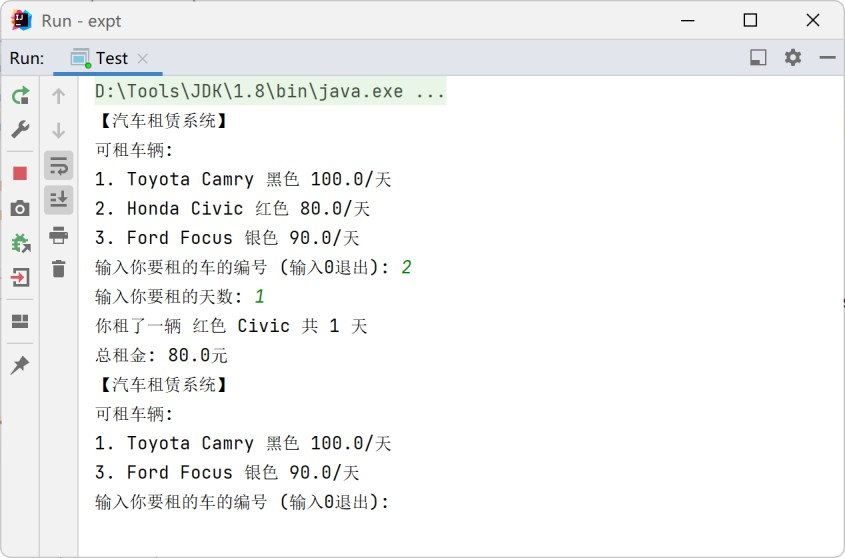 Run - expt
Run: Test
D:\Tools\JDK\1.8\bin\java.exe ...
【汽车租赁系统】
可租车辆:
1. Toyota Camry 黑色 100.0/天
2. Honda Civic 红色 80.0/天
3. Ford Focus 银色 90.0/天
输入你要租的车的编号 (输入0退出): 2
输入你要租的天数: 1
你租了一辆 红色 Civic 共 1 天
总租金: 80.0元
【汽车租赁系统】
可租车辆:
1. Toyota Camry 黑色 100.0/天
3. Ford Focus 银色 90.0/天
输入你要租的车的编号 (输入0退出):